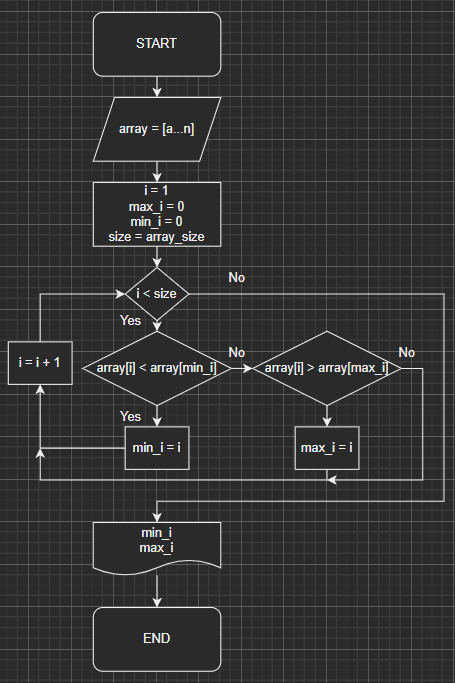 START
array = [a...n]
i = 1
max_i = 0
min_i = 0
size = array_size
No
i < size
Yes
No
No
i = i + 1
array[i] < array[min_i]
array[i] > array[max_i]
Yes
min_i = i
max_i = i
min_i
max_i
END